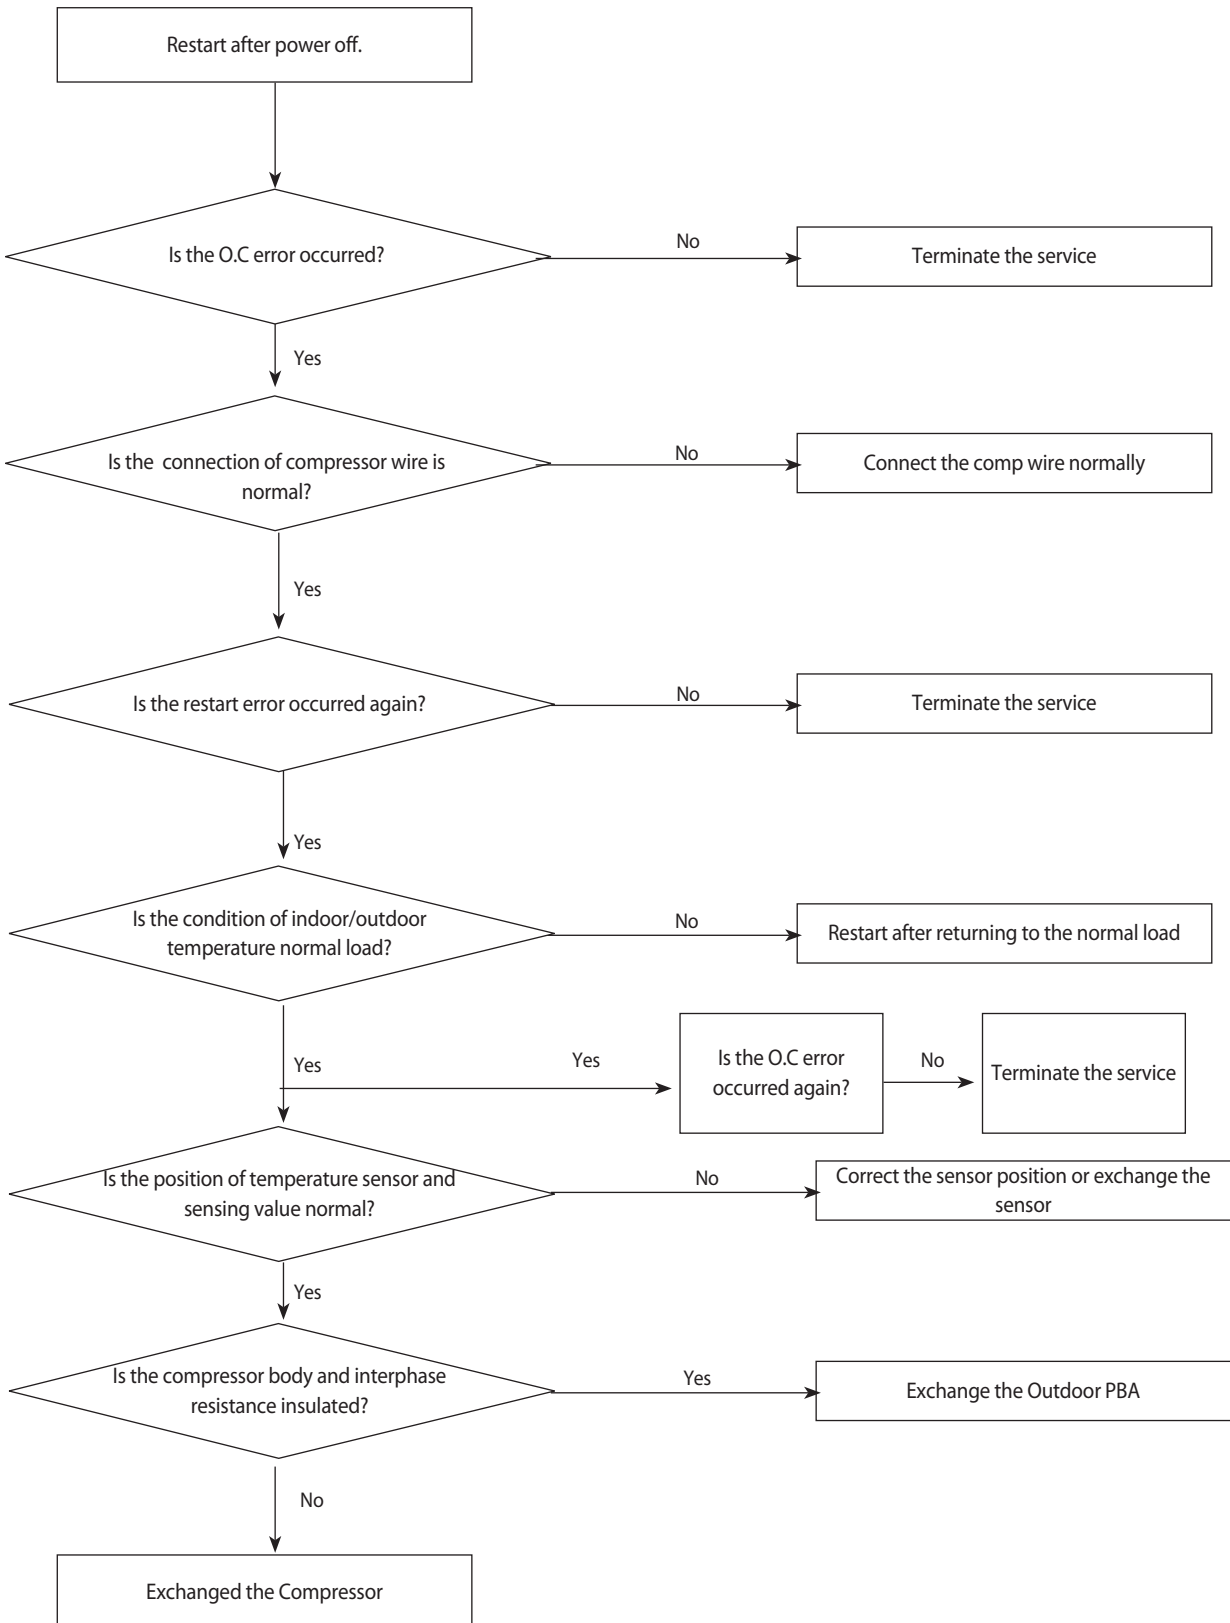 Restart after power off.
Is the O.C error occurred?
No
Terminate the service
Yes
Is the connection of compressor wire is
normal?
No
Connect the comp wire normally
Yes
Is the restart error occurred again?
No
Terminate the service
Yes
Is the condition of indoor/outdoor
temperature normal load?
No
Restart after returning to the normal load
Yes
Yes
Is the O.C error
occurred again?
No
Terminate the service
Is the position of temperature sensor and
sensing value normal?
No
Correct the sensor position or exchange the
sensor
Yes
Is the compressor body and interphase
resistance insulated?
Yes
Exchange the Outdoor PBA
No
Exchanged the Compressor